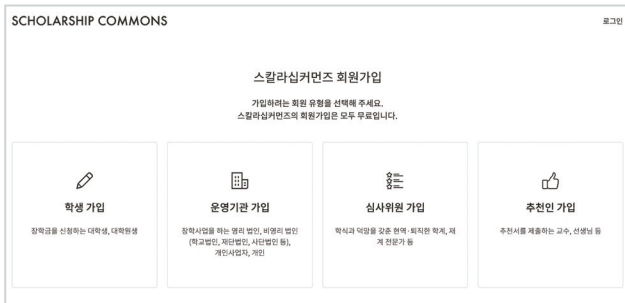 SCHOLARSHIP COMMONS
로그인
스칼라십커먼즈 회원가입
가입하려는 회원 유형을 선택해 주세요.
스칼라십커먼즈의 회원가입은 모두 무료입니다.
학생 가입
장학금을 신청하는 대학생, 대학원생
운영기관 가입
장학사업을 하는 영리 법인, 비영리 법인
(학교법인, 재단법인, 사단법인 등),
개인사업자, 개인
심사위원 가입
학식과 덕망을 갖춘 현역·퇴직한 학계, 재
계 전문가 등
추천인 가입
추천서를 제출하는 교수, 선생님 등